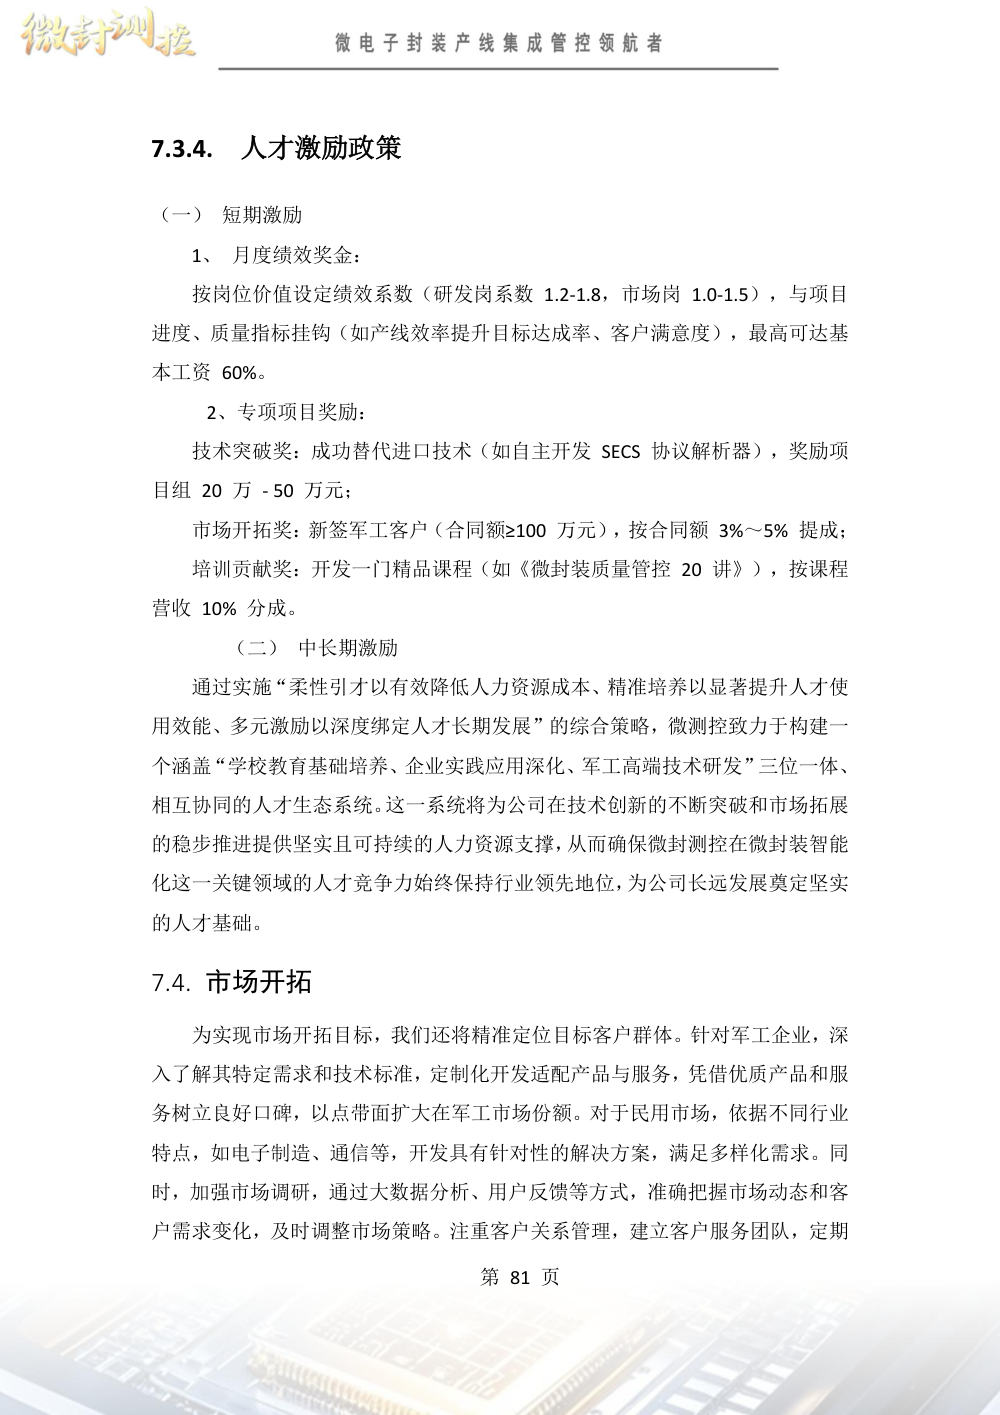 微封测控
微电子封装产线集成管控领航者
7.3.4. 人才激励政策
（一） 短期激励
1、 月度绩效奖金：
按岗位价值设定绩效系数（研发岗系数 1.2-1.8，市场岗 1.0-1.5），与项目
进度、质量指标挂钩（如产线效率提升目标达成率、客户满意度），最高可达基
本工资 60%。
2、专项项目奖励：
技术突破奖：成功替代进口技术（如自主开发 SECS 协议解析器），奖励项
目组 20 万 - 50 万元；
市场开拓奖：新签军工客户（合同额≥100 万元），按合同额 3%～5% 提成；
培训贡献奖：开发一门精品课程（如《微封装质量管控 20 讲》），按课程
营收 10% 分成。
（二） 中长期激励
通过实施“柔性引才以有效降低人力资源成本、精准培养以显著提升人才使
用效能、多元激励以深度绑定人才长期发展”的综合策略，微测控致力于构建一
个涵盖“学校教育基础培养、企业实践应用深化、军工高端技术研发”三位一体、
相互协同的人才生态系统。这一系统将为公司在技术创新的不断突破和市场拓展
的稳步推进提供坚实且可持续的人力资源支撑，从而确保微封测控在微封装智能
化这一关键领域的人才竞争力始终保持行业领先地位，为公司长远发展奠定坚实
的人才基础。
7.4. 市场开拓
为实现市场开拓目标，我们还将精准定位目标客户群体。针对军工企业，深
入了解其特定需求和技术标准，定制化开发适配产品与服务，凭借优质产品和服
务树立良好口碑，以点带面扩大在军工市场份额。对于民用市场，依据不同行业
特点，如电子制造、通信等，开发具有针对性的解决方案，满足多样化需求。同
时，加强市场调研，通过大数据分析、用户反馈等方式，准确把握市场动态和客
户需求变化，及时调整市场策略。注重客户关系管理，建立客户服务团队，定期
第 81 页